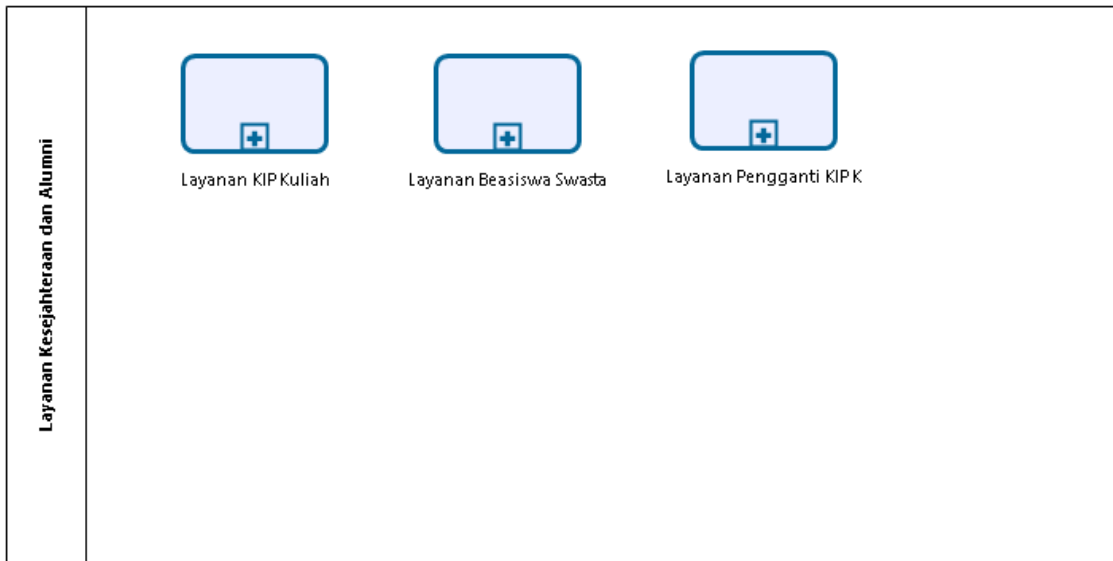 Layanan Kesejahteraan dan Alumni
Layanan KIP Kuliah
Layanan Beasiswa Swasta
Layanan Pengganti KIP K